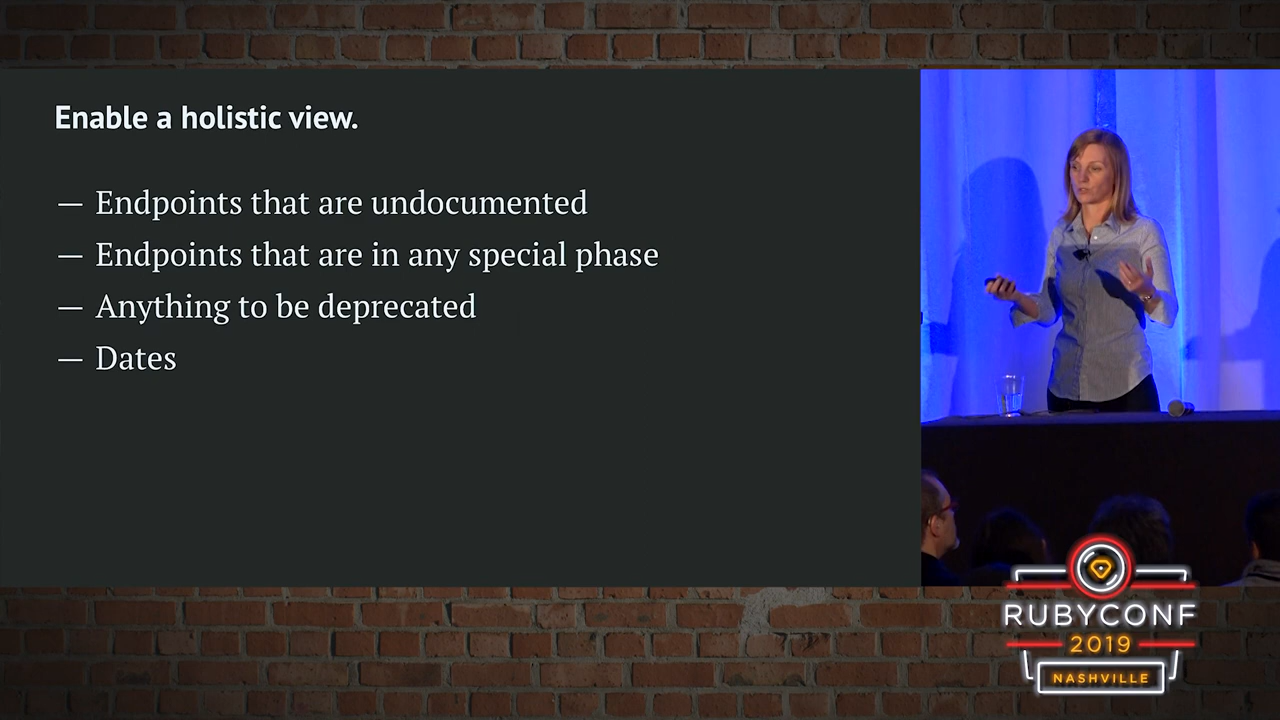 Enable a holistic view.
— Endpoints that are undocumented
— Endpoints that are in any special phase
— Anything to be deprecated
— Dates
RUBYCONF
2019
NASHVILLE